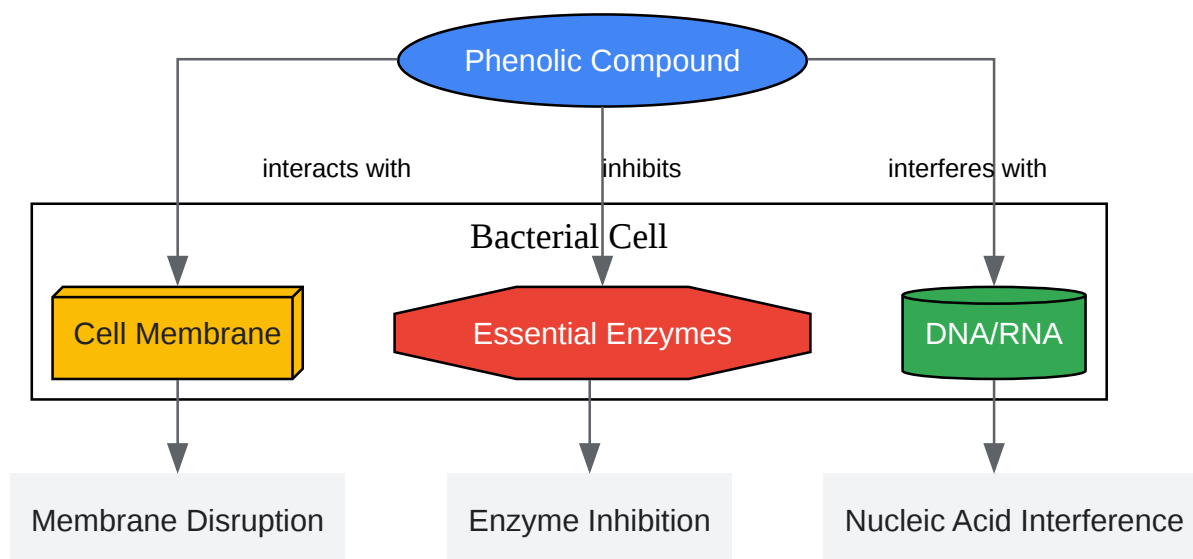 Phenolic Compound
interacts with
inhibits
interferes with
Bacterial Cell
Cell Membrane
Essential Enzymes
DNA/RNA
Membrane Disruption
Enzyme Inhibition
Nucleic Acid Interference